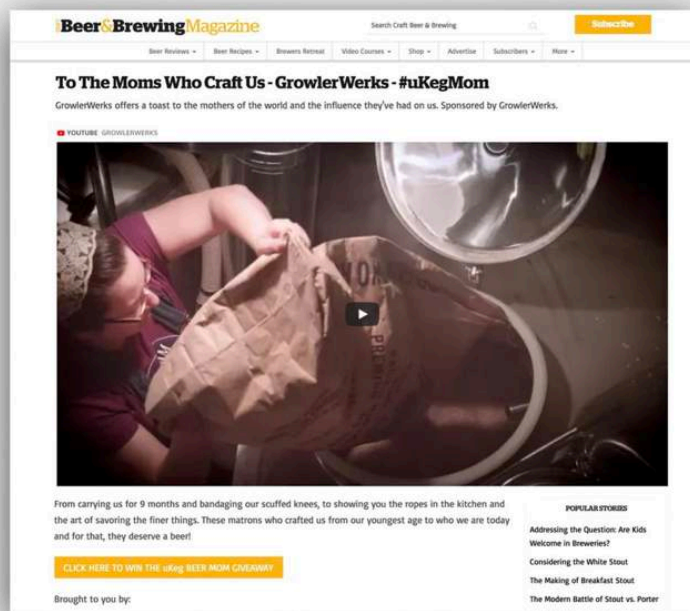 Beer&BrewingMagazine
Search Craft Beer & Brewing
Subscribe
Beer Reviews
Beer Recipes
Brewers Retreat
Video Courses
Shop
Advertise
Subscribers
More
To The Moms Who Craft Us - GrowlerWerks - #uKegMom
GrowlerWerks offers a toast to the mothers of the world and the influence they've had on us. Sponsored by GrowlerWerks.
YOUTUBE GROWLERWERKS
PREMIUM
From carrying us for 9 months and bandaging our scuffed knees, to showing you the ropes in the kitchen and
the art of savoring the finer things. These matrons who crafted us from our youngest age to who we are today
and for that, they deserve a beer!
CLICK HERE TO WIN THE uKeg BEER MOM GIVEAWAY
Brought to you by:
POPULAR STORIES
Addressing the Question: Are Kids
Welcome in Breweries?
Considering the White Stout
The Making of Breakfast Stout
The Modern Battle of Stout vs. Porter